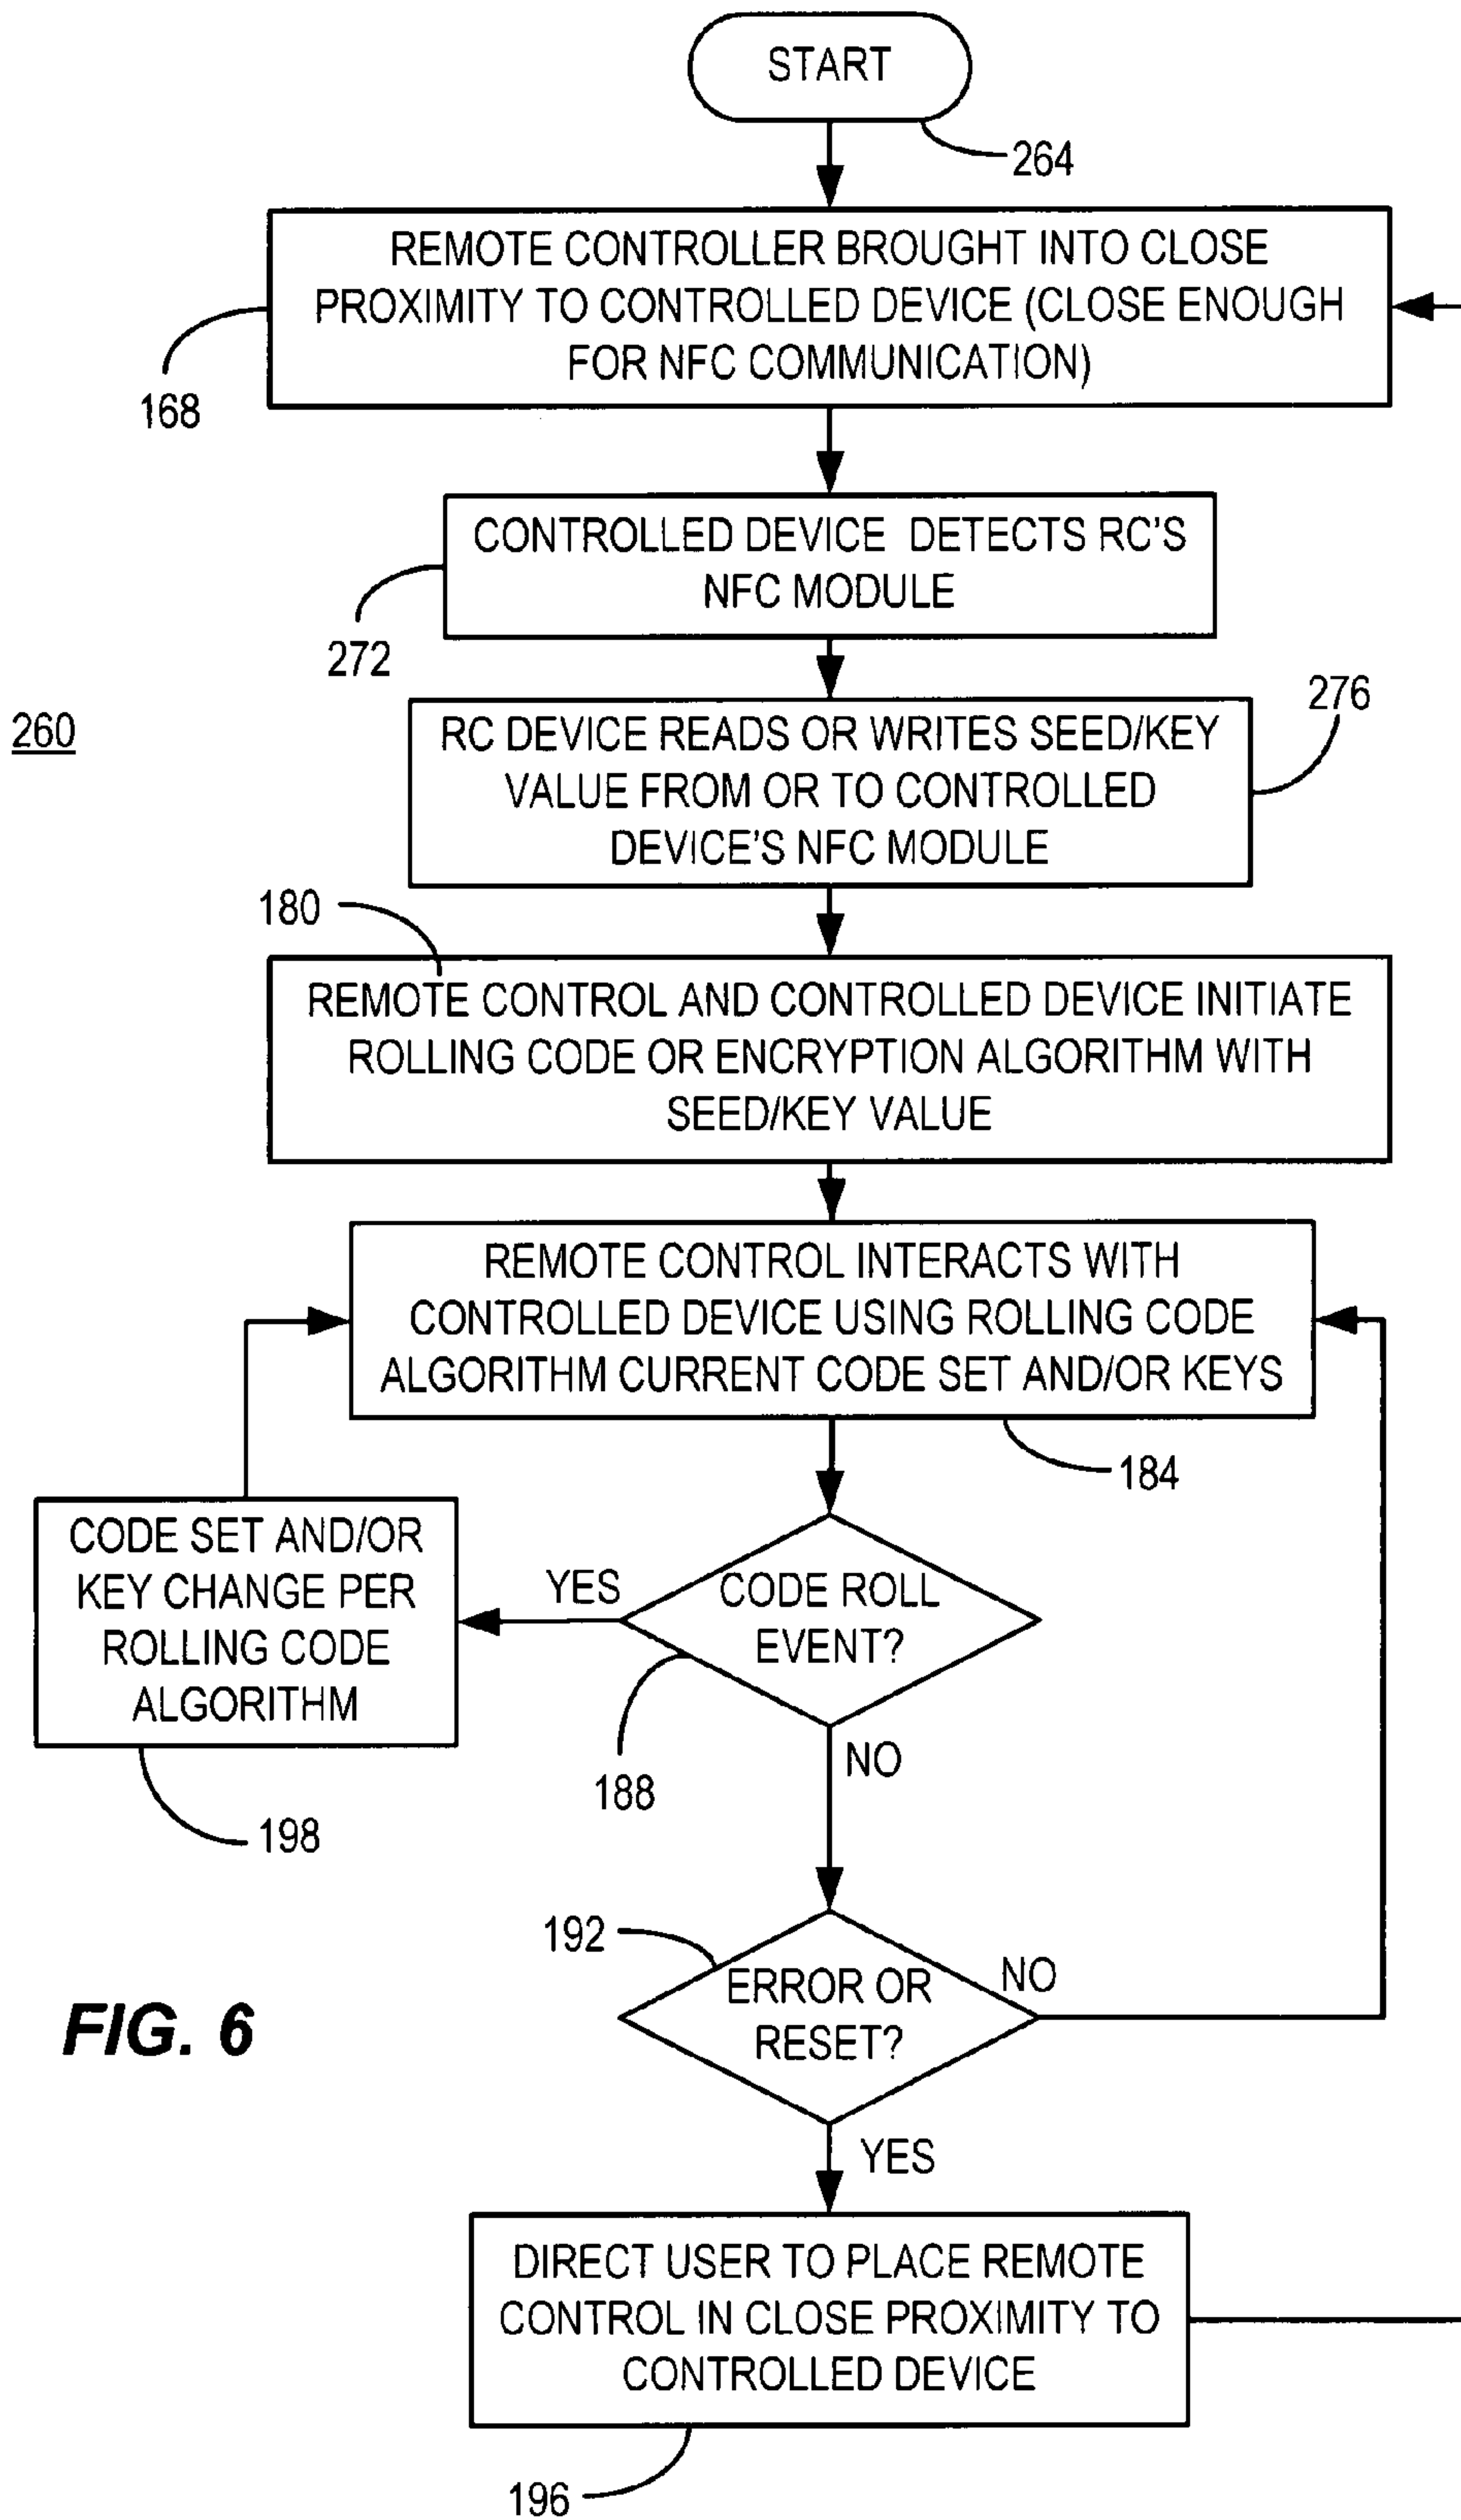 START
264
REMOTE CONTROLLER BROUGHT INTO CLOSE
PROXIMITY TO CONTROLLED DEVICE (CLOSE ENOUGH
FOR NFC COMMUNICATION)
168
CONTROLLED DEVICE DETECTS RC'S
NFC MODULE
272
260
276
RC DEVICE READS OR WRITES SEED/KEY
VALUE FROM OR TO CONTROLLED
DEVICE'S NFC MODULE
180
REMOTE CONTROL AND CONTROLLED DEVICE INITIATE
ROLLING CODE OR ENCRYPTION ALGORITHM WITH
SEED/KEY VALUE
REMOTE CONTROL INTERACTS WITH
CONTROLLED DEVICE USING ROLLING CODE
ALGORITHM CURRENT CODE SET AND/OR KEYS
184
CODE SET AND/OR
KEY CHANGE PER
ROLLING CODE
ALGORITHM
198
YES
CODE ROLL
EVENT?
188
NO
192
ERROR OR
RESET?
NO
FIG. 6
YES
DIRECT USER TO PLACE REMOTE
CONTROL IN CLOSE PROXIMITY TO
CONTROLLED DEVICE
196